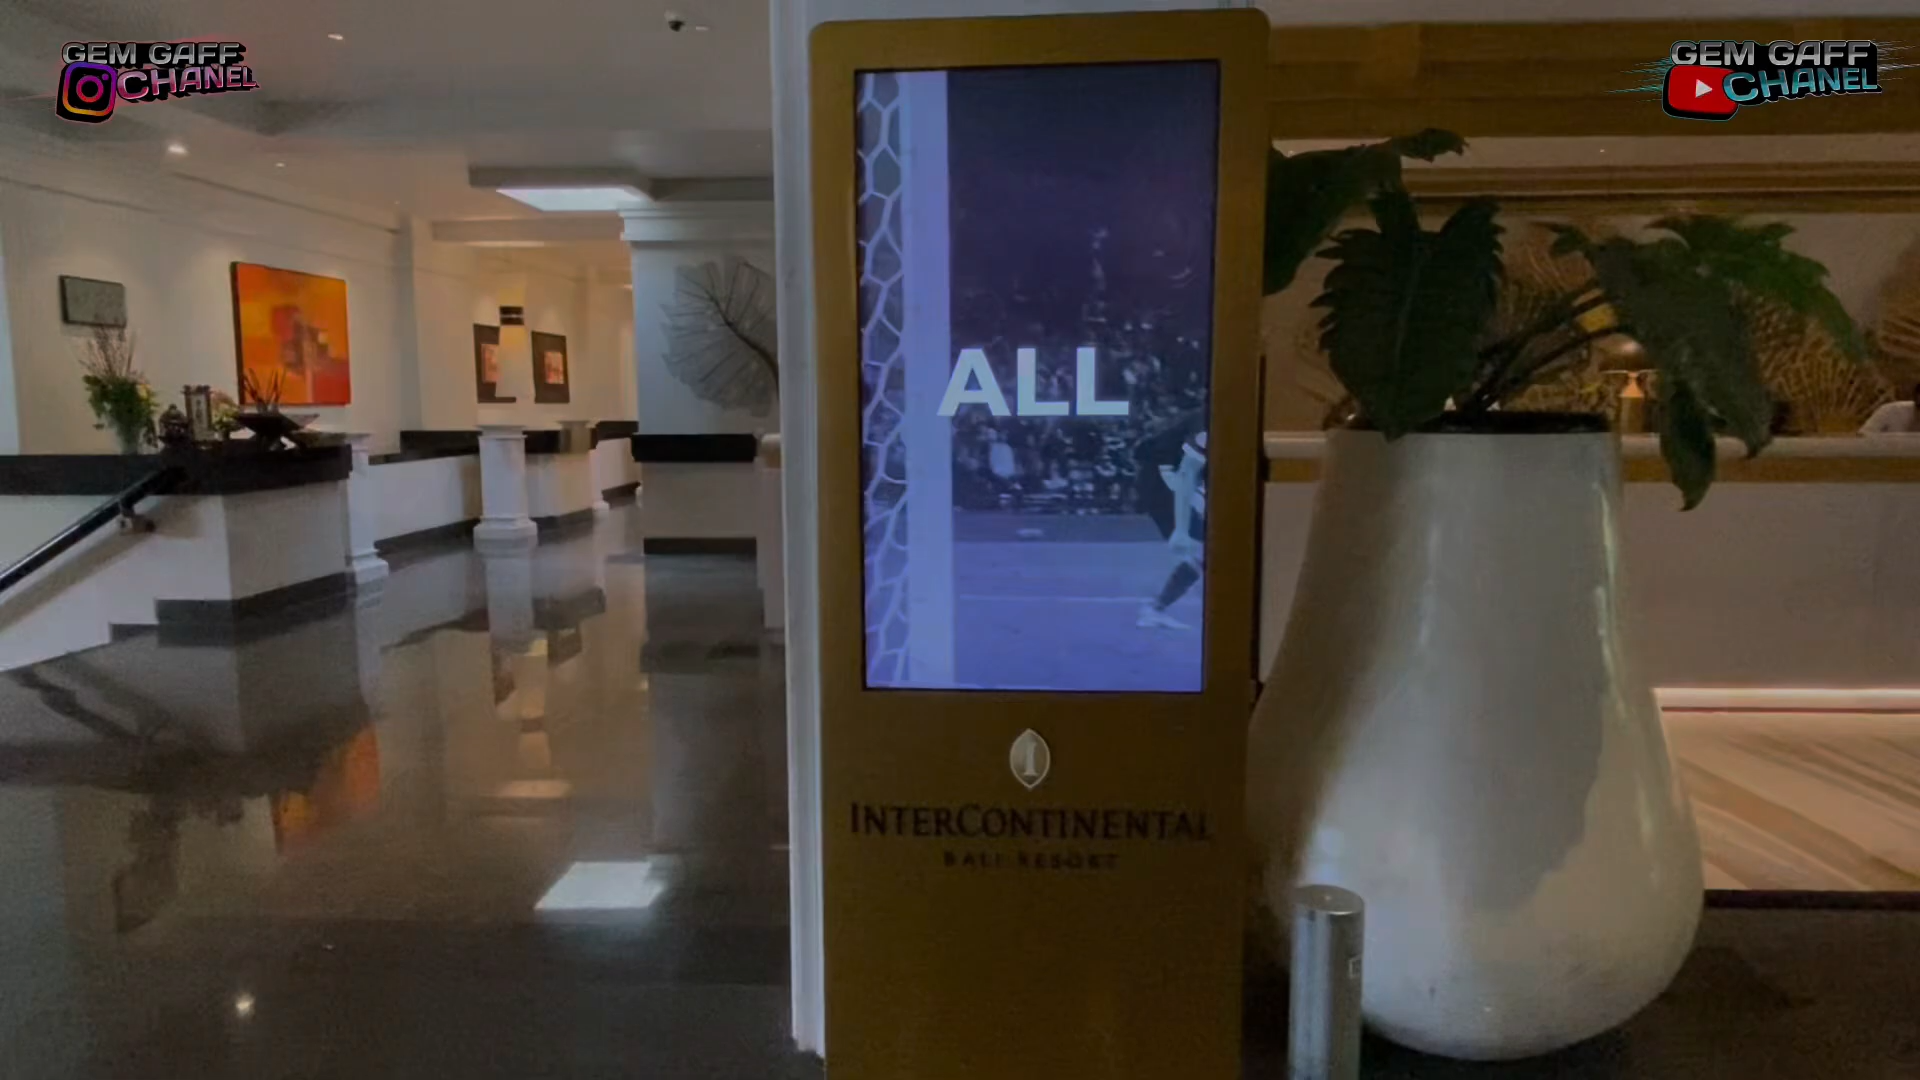 GEM GAFF
CHANEL
GEM GAFF
CHANEL
ALL
I
INTERCONTINENTAL
BALI RESORT